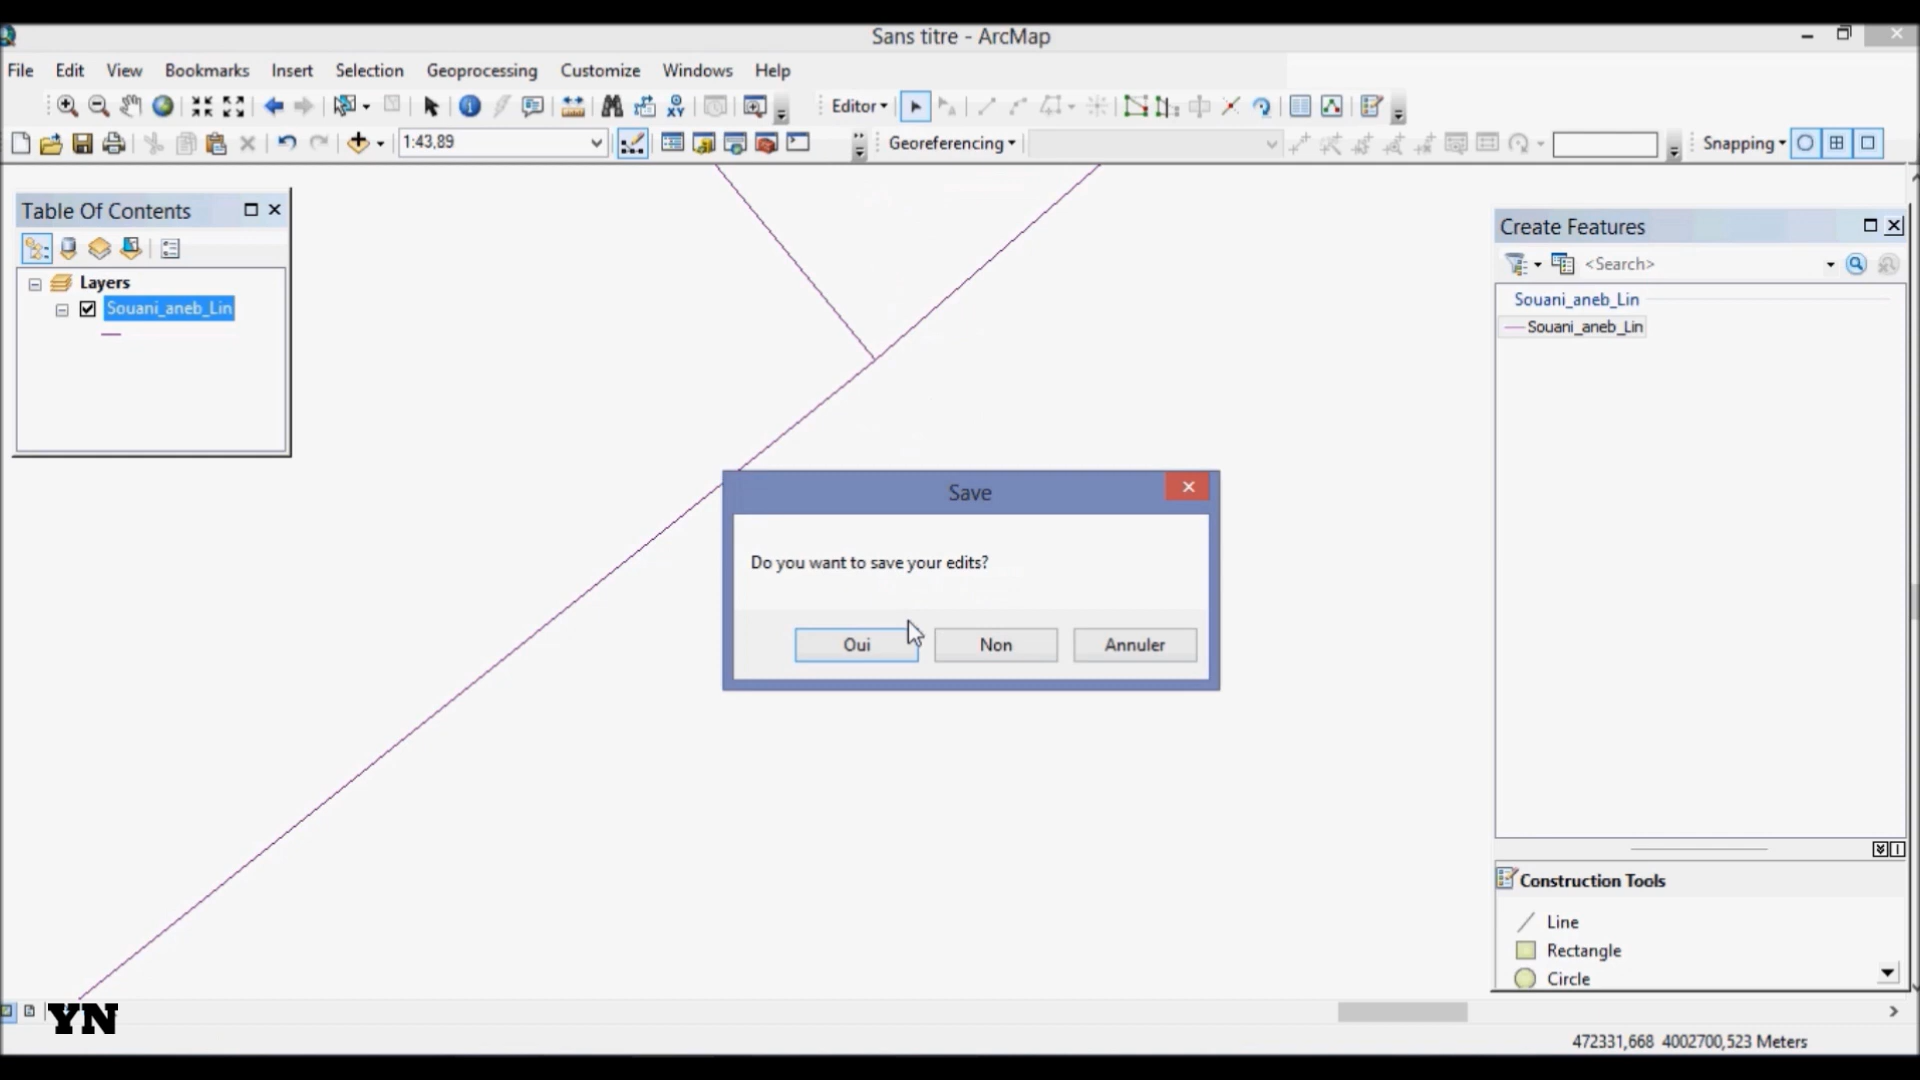 Sans titre - ArcMap
File Edit View Bookmarks Insert Selection Geoprocessing Customize Windows Help
Editor
1:43,89 Georeferencing Snapping
Table Of Contents
Layers
Souani_aneb_Lin
Create Features
<Search>
Souani_aneb_Lin
Souani_aneb_Lin
Save
Do you want to save your edits?
Oui Non Annuler
Construction Tools
Line
Rectangle
Circle
YN
472331,668 4002700,523 Meters